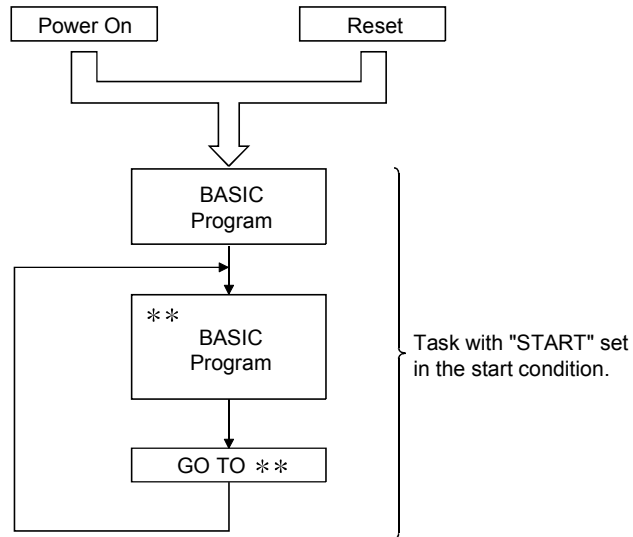 Power On
Reset
BASIC
Program
**
BASIC
Program
GO TO **
Task with "START" set
in the start condition.